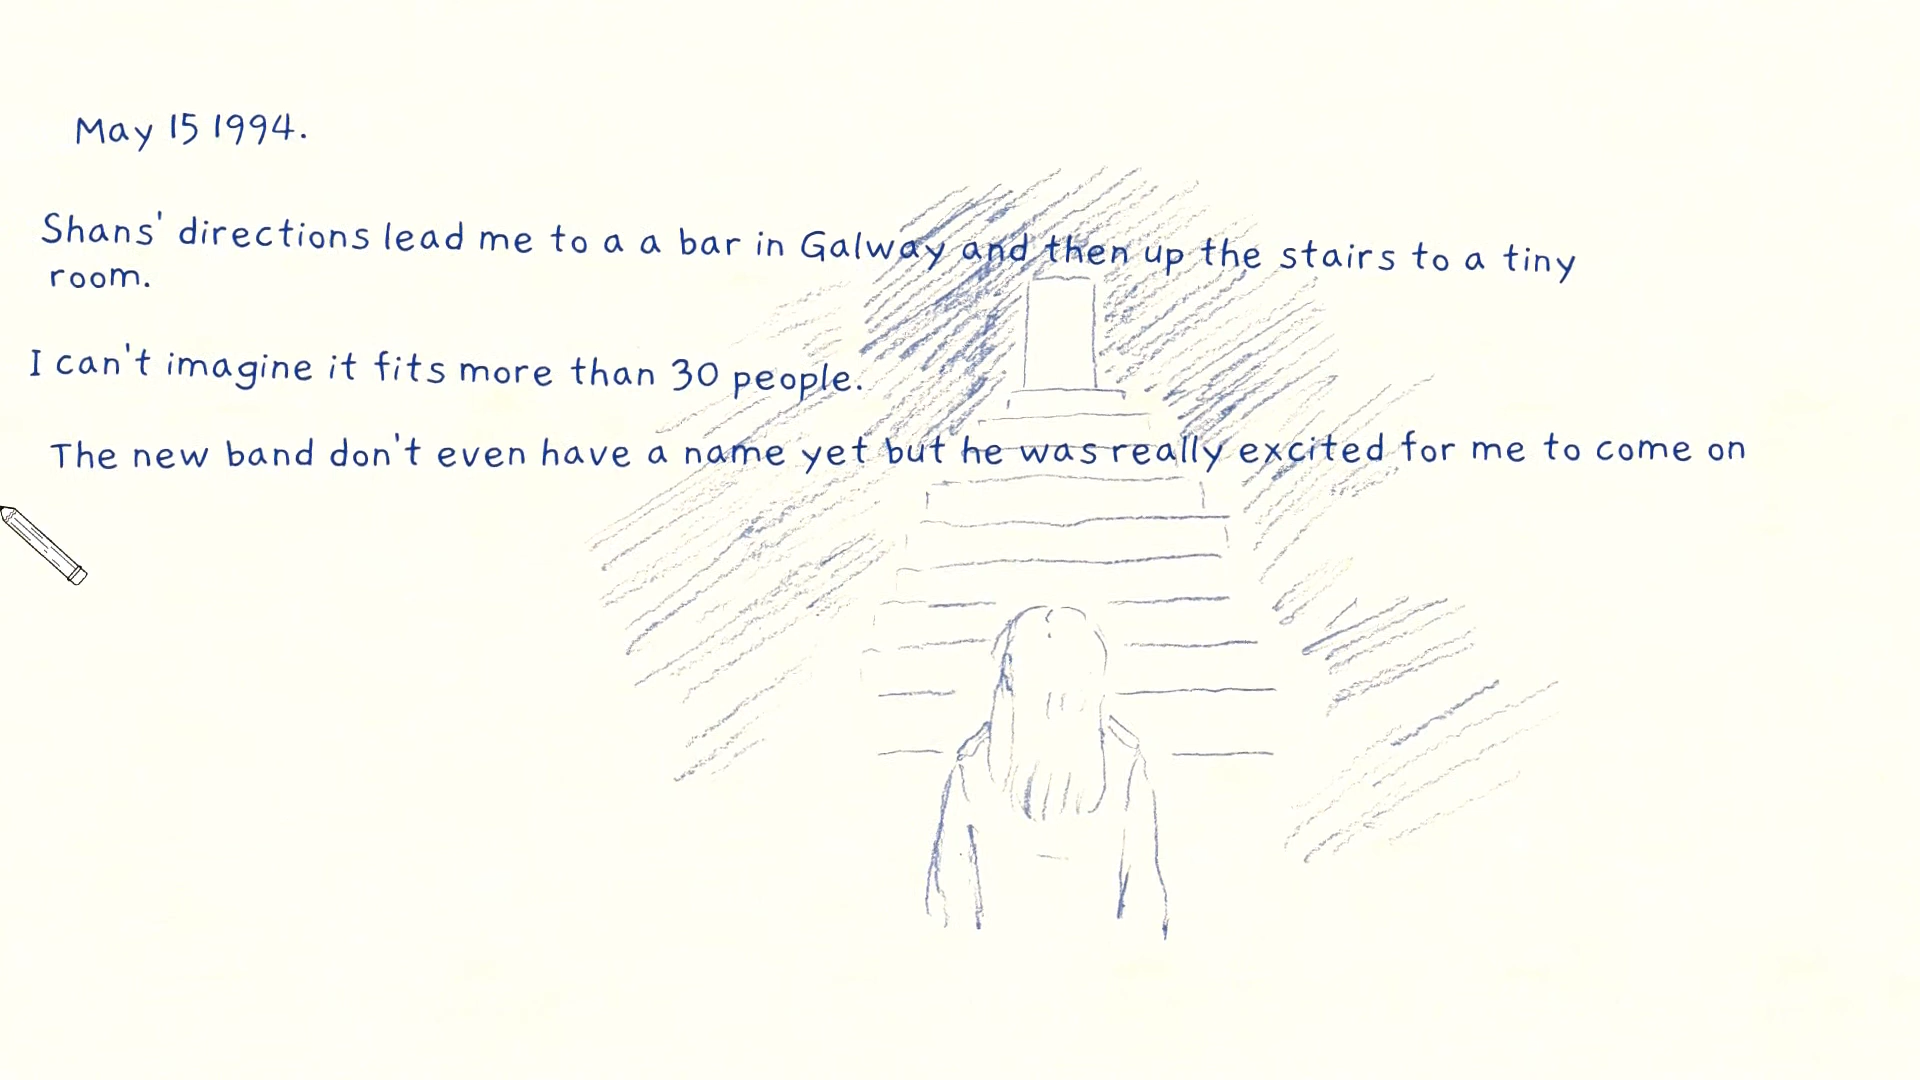 May 15 1994.
Shans' directions lead me to a a bar in Galway and then up the stairs to a tiny
room.
I can't imagine it fits more than 30 people.
The new band don't even have a name yet but he was really excited for me to come on